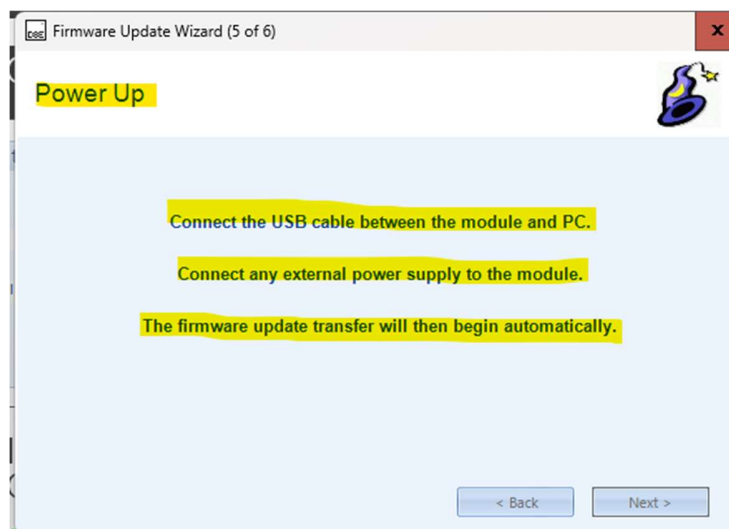 DSE Firmware Update Wizard (5 of 6) x
Power Up
Connect the USB cable between the module and PC.
Connect any external power supply to the module.
The firmware update transfer will then begin automatically.
< Back Next >